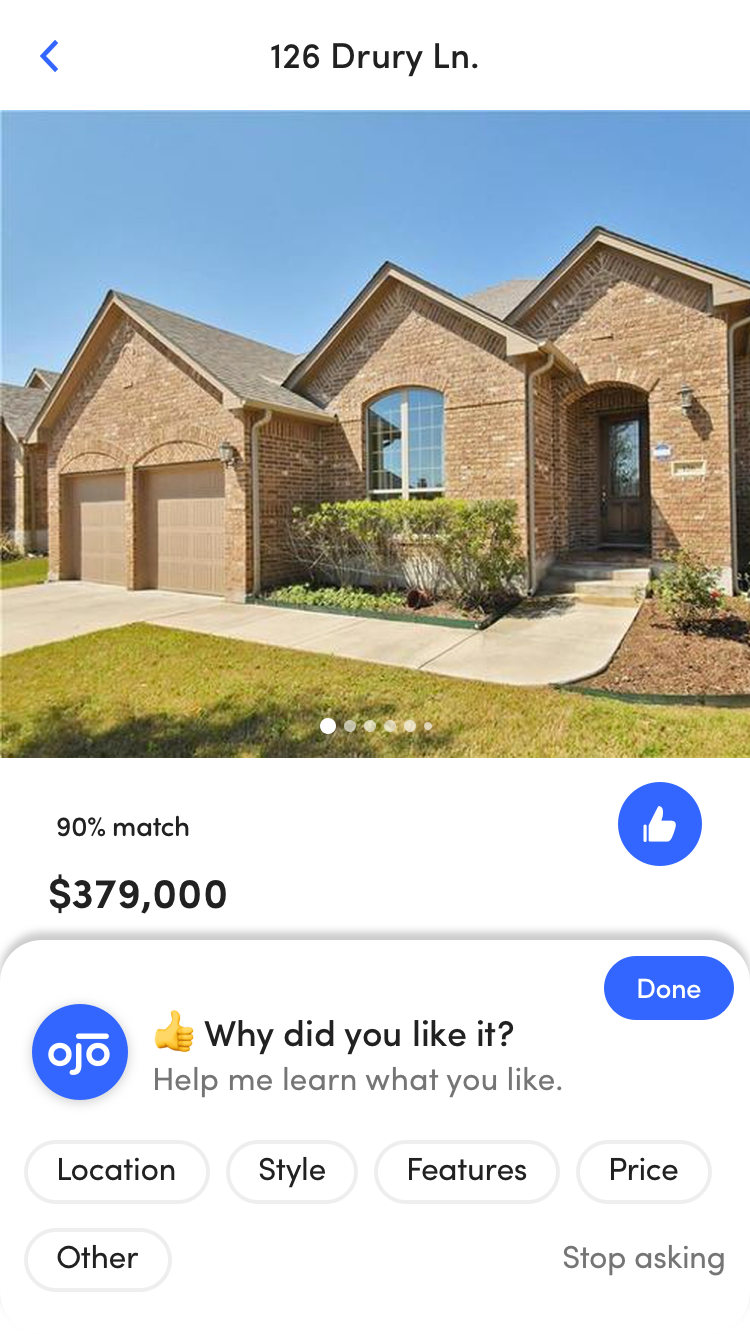 126 Drury Ln.
90% match
$379,000
Done
ojo
👍 Why did you like it?
Help me learn what you like.
Location Style Features Price
Other Stop asking